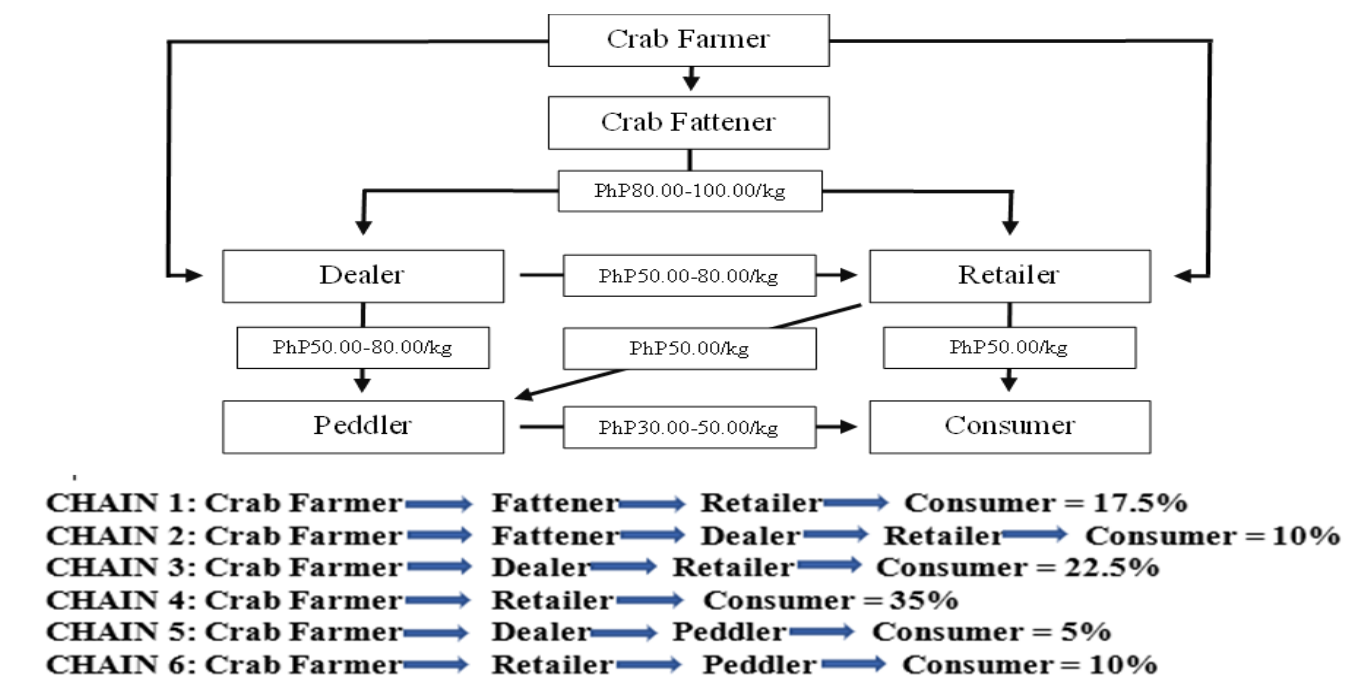 Crab Farmer
Crab Fattener
PhP80.00-100.00/kg
Dealer
PhP50.00-80.00/kg
Retailer
PhP50.00-80.00/kg
PhP50.00/kg
PhP50.00/kg
Peddler
PhP30.00-50.00/kg
Consumer
CHAIN 1: Crab Farmer Fattener Retailer Consumer = 17.5%
CHAIN 2: Crab Farmer Fattener Dealer Retailer Consumer = 10%
CHAIN 3: Crab Farmer Dealer Retailer Consumer = 22.5%
CHAIN 4: Crab Farmer Retailer Consumer = 35%
CHAIN 5: Crab Farmer Dealer Peddler Consumer = 5%
CHAIN 6: Crab Farmer Retailer Peddler Consumer = 10%